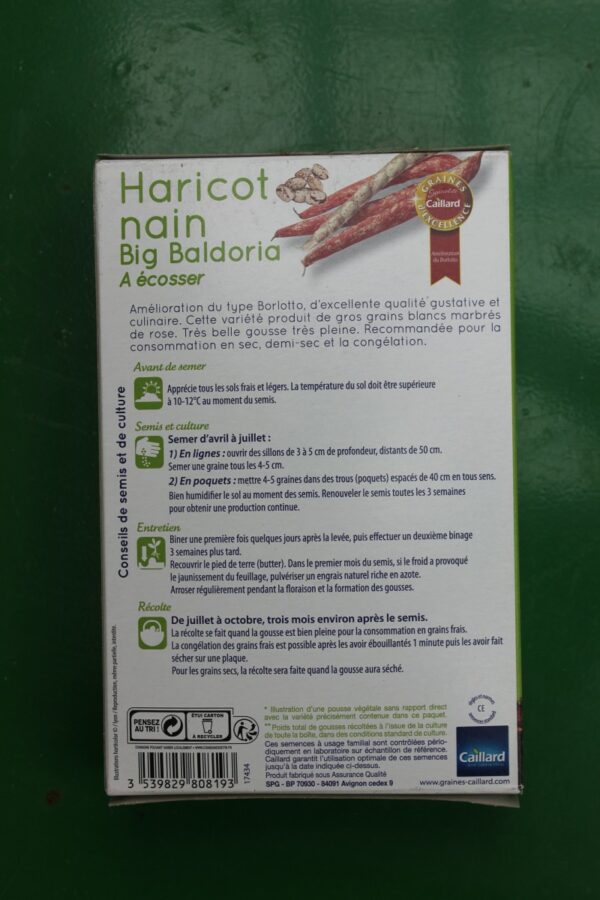 Haricot
nain
Big Baldoria
A écosser
GRAINES
Caillard
D'EXCELLENCE
Amélioration
du Borlotto
Amélioration du type Borlotto, d'excellente qualité gustative et
culinaire. Cette variété produit de gros grains blancs marbrés
de rose. Très belle gousse très pleine. Recommandée pour la
consommation en sec, demi-sec et la congélation.
Conseils de semis et de culture
Avant de semer
Apprécie tous les sols frais et légers. La température du sol doit être supérieure
à 10-12°C au moment du semis.
Semis et culture
Semer d'avril à juillet :
1) En lignes : ouvrir des sillons de 3 à 5 cm de profondeur, distants de 50 cm.
Semer une graine tous les 4-5 cm.
2) En poquets : mettre 4-5 graines dans des trous (poquets) espacés de 40 cm en tous sens.
Bien humidifier le sol au moment des semis. Renouveler le semis toutes les 3 semaines
pour obtenir une production continue.
Entretien
Biner une première fois quelques jours après la levée, puis effectuer un deuxième binage
3 semaines plus tard.
Recouvrir le pied de terre (butter). Dans le premier mois du semis, si le froid a provoqué
le jaunissement du feuillage, pulvériser un engrais naturel riche en azote.
Arroser régulièrement pendant la floraison et la formation des gousses.
Récolte
De juillet à octobre, trois mois environ après le semis.
La récolte se fait quand la gousse est bien pleine pour la consommation en grains frais.
La congélation des grains frais est possible après les avoir ébouillantés 1 minute puis les avoir fait
sécher sur une plaque.
Pour les grains secs, la récolte sera faite quand la gousse aura séché.
PENSEZ
AU TRI !
ÉTUI CARTON
À RECYCLER
CONSIGNE POUVANT VARIER LOCALEMENT > WWW.CONSIGNESDETRI.FR
3 539829 808193
17434
* Illustration d'une pousse végétale sans rapport direct
avec la variété précisément contenue dans ce paquet.
** Poids total de gousses récoltées à l'issue de la culture
de toute la boîte, dans des conditions standard de culture.
Ces semences à usage familial sont contrôlées pério-
diquement en laboratoire sur échantillon de référence.
Caillard garantit l'utilisation optimale de ces semences
jusqu'à la date indiquée ci-dessus.
Produit fabriqué sous Assurance Qualité
SPG - BP 70930 - 84091 Avignon cedex 9
CE
Caillard
www.graines-caillard.com